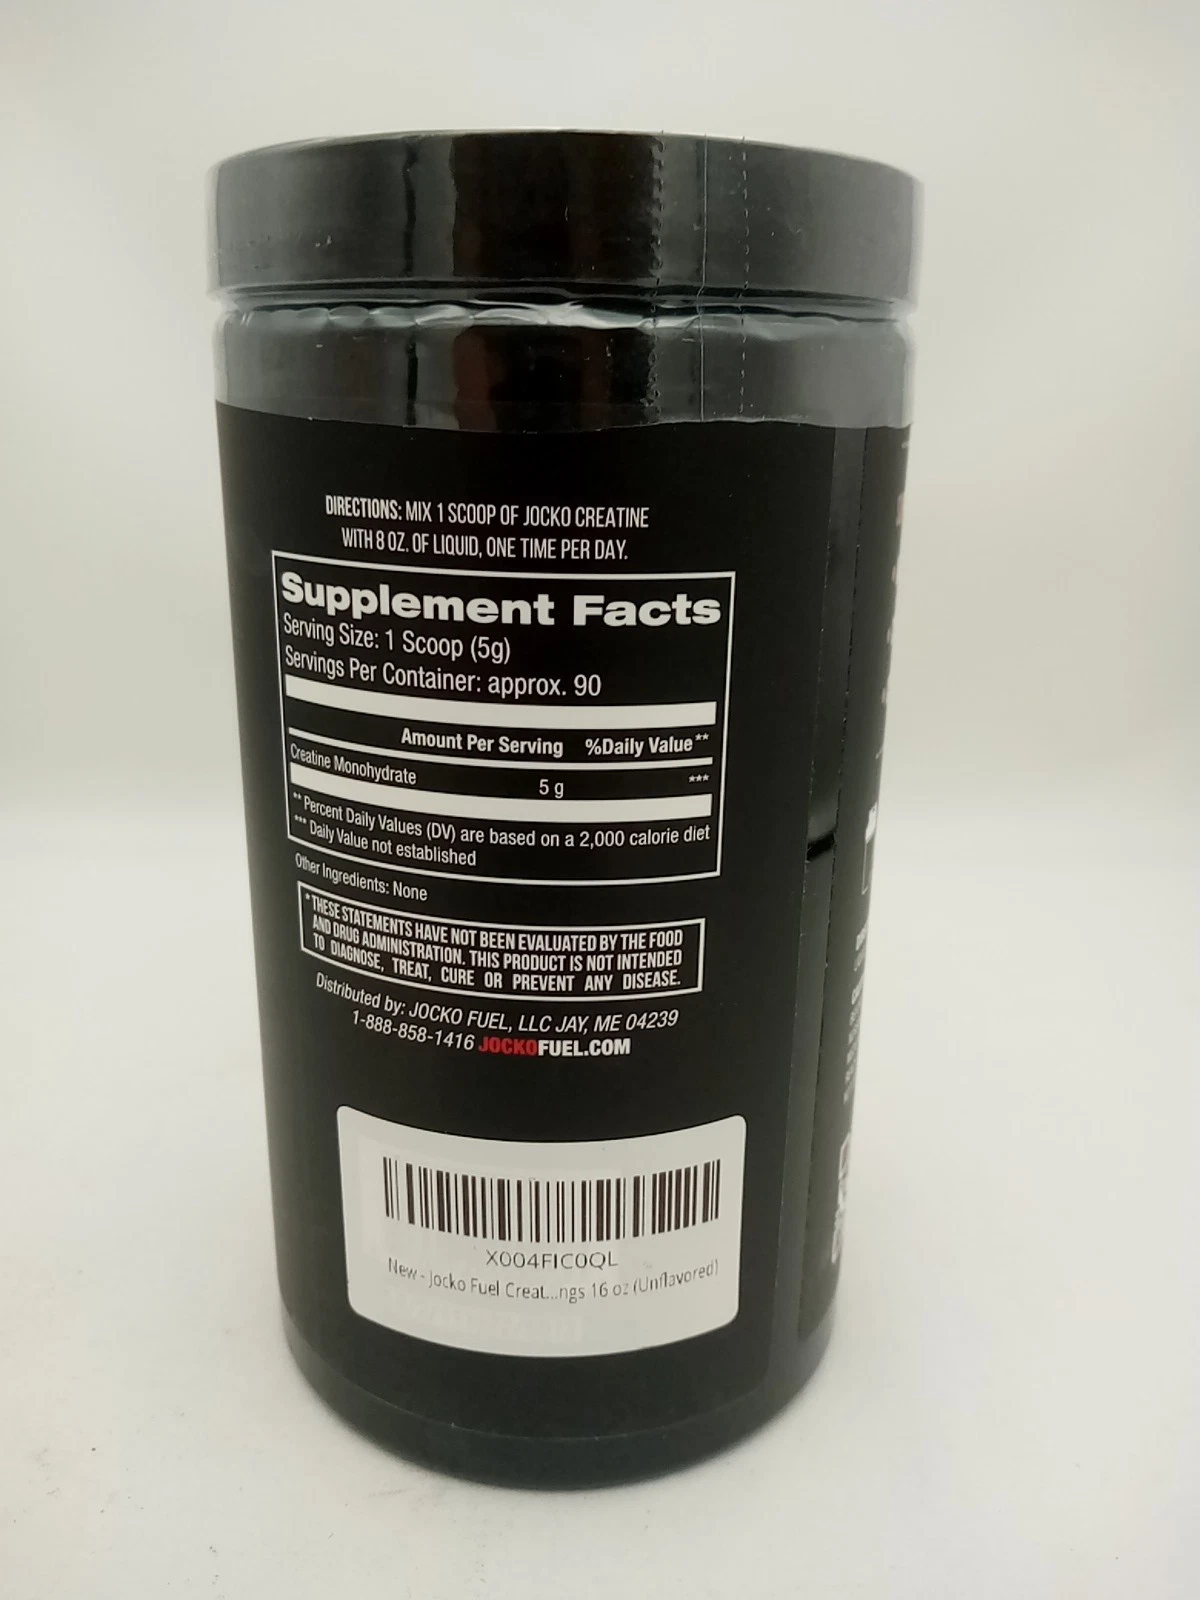 DIRECTIONS: MIX 1 SCOOP OF JOCKO CREATINE
WITH 8 OZ. OF LIQUID, ONE TIME PER DAY.
Supplement Facts
Serving Size: 1 Scoop (5g)
Servings Per Container: approx. 90
Amount Per Serving %Daily Value**
Creatine Monohydrate 5 g ***
** Percent Daily Values (DV) are based on a 2,000 calorie diet
*** Daily Value not established
Other Ingredients: None
*THESE STATEMENTS HAVE NOT BEEN EVALUATED BY THE FOOD
AND DRUG ADMINISTRATION. THIS PRODUCT IS NOT INTENDED
TO DIAGNOSE, TREAT, CURE OR PREVENT ANY DISEASE.
Distributed by: JOCKO FUEL, LLC JAY, ME 04239
1-888-858-1416 JOCKOFUEL.COM
X004FIC0QL
New - Jocko Fuel Creat...ngs 16 oz (Unflavored)